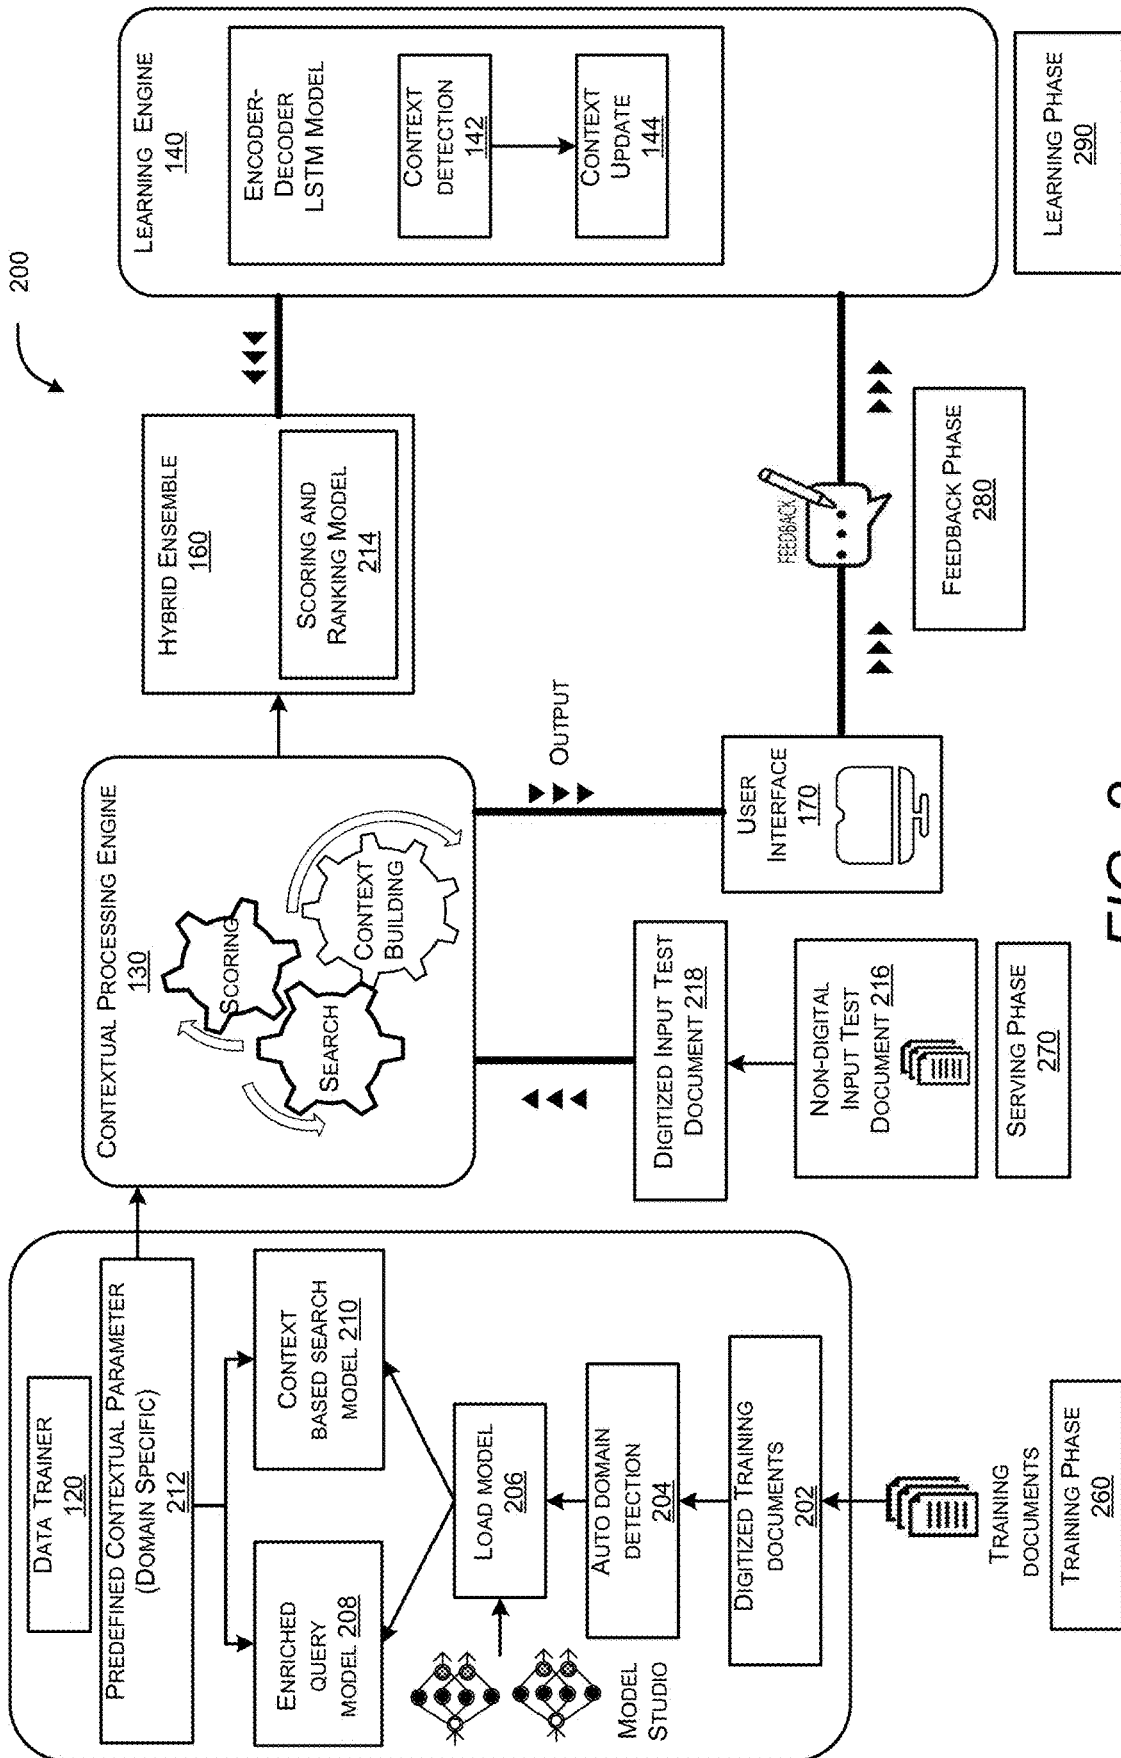 200
DATA TRAINER
120
PREDEFINED CONTEXTUAL PARAMETER
(DOMAIN SPECIFIC)
212
ENRICHED
QUERY
MODEL 208
CONTEXT
BASED SEARCH
MODEL 210
LOAD MODEL
206
MODEL
STUDIO
AUTO DOMAIN
DETECTION
204
DIGITIZED TRAINING
DOCUMENTS
202
TRAINING
DOCUMENTS
TRAINING PHASE
260
CONTEXTUAL PROCESSING ENGINE
130
SCORING
SEARCH
CONTEXT
BUILDING
DIGITIZED INPUT TEST
DOCUMENT 218
NON-DIGITAL
INPUT TEST
DOCUMENT 216
SERVING PHASE
270
OUTPUT
USER
INTERFACE
170
HYBRID ENSEMBLE
160
SCORING AND
RANKING MODEL
214
FEEDBACK
FEEDBACK PHASE
280
LEARNING ENGINE
140
ENCODER-
DECODER
LSTM MODEL
CONTEXT
DETECTION
142
CONTEXT
UPDATE
144
LEARNING PHASE
290